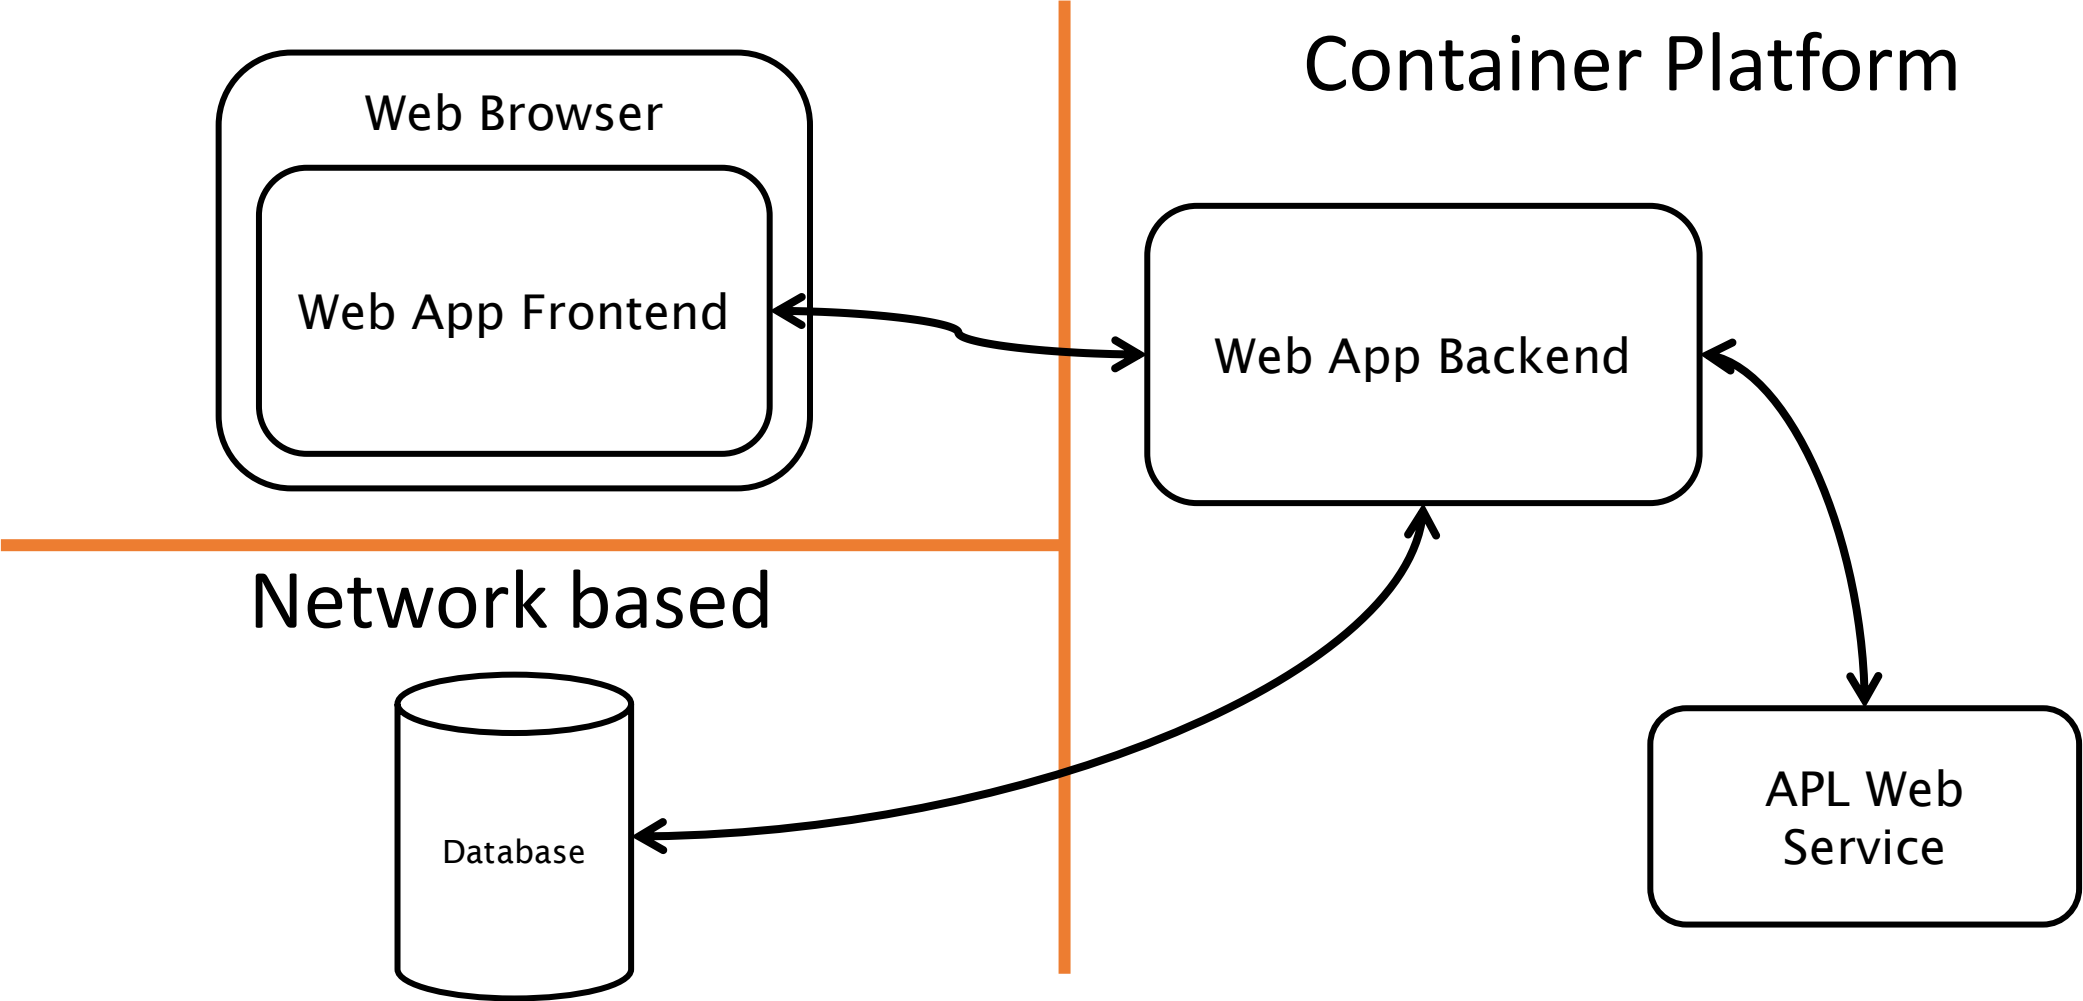 Container Platform
Web Browser
Web App Frontend
Web App Backend
Network based
Database
APL Web
Service